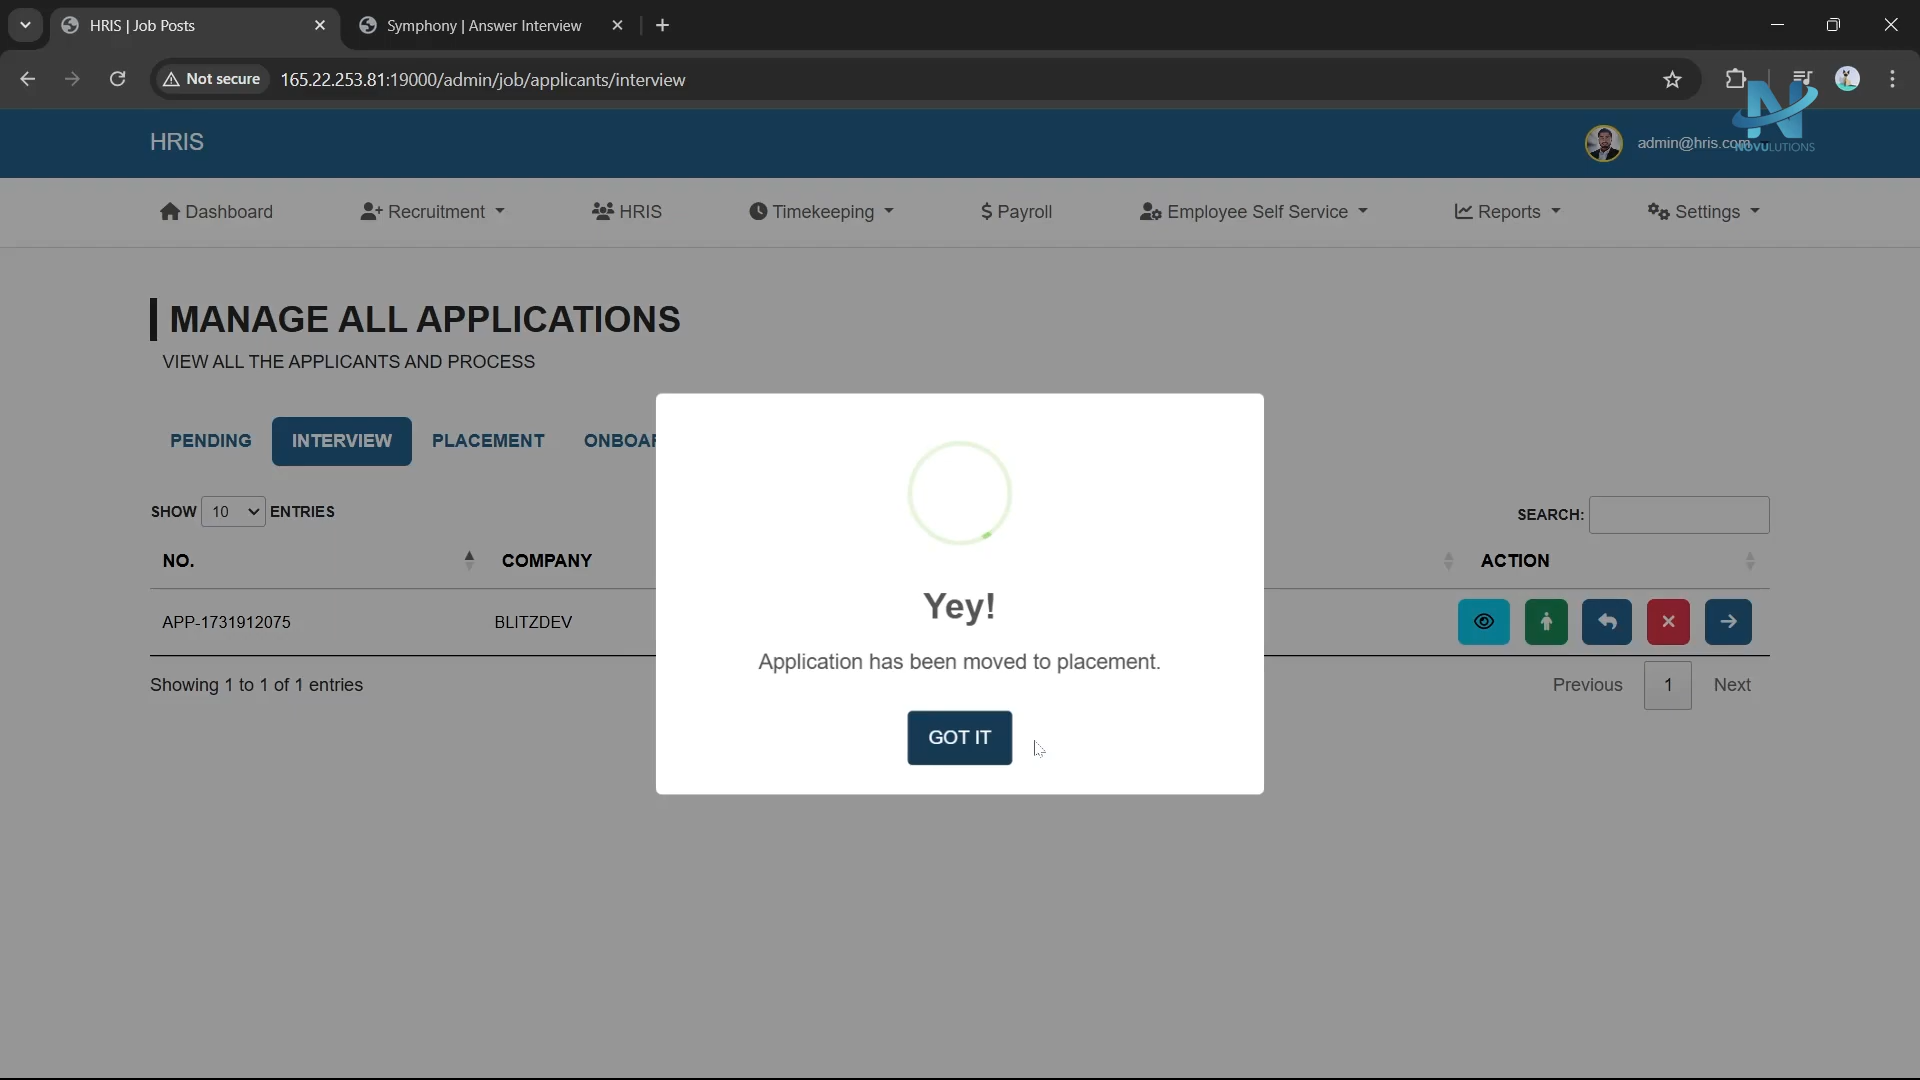 HRIS | Job Posts
Symphony | Answer Interview
Not secure
165.22.253.81:19000/admin/job/applicants/interview
HRIS
admin@hris.com
NOVULUTIONS
Dashboard
Recruitment
HRIS
Timekeeping
$ Payroll
Employee Self Service
Reports
Settings
MANAGE ALL APPLICATIONS
VIEW ALL THE APPLICANTS AND PROCESS
PENDING
INTERVIEW
PLACEMENT
ONBOAR
SHOW 10 ENTRIES
SEARCH:
NO.
COMPANY
ACTION
APP-1731912075
BLITZDEV
Showing 1 to 1 of 1 entries
Previous 1 Next
Yey!
Application has been moved to placement.
GOT IT